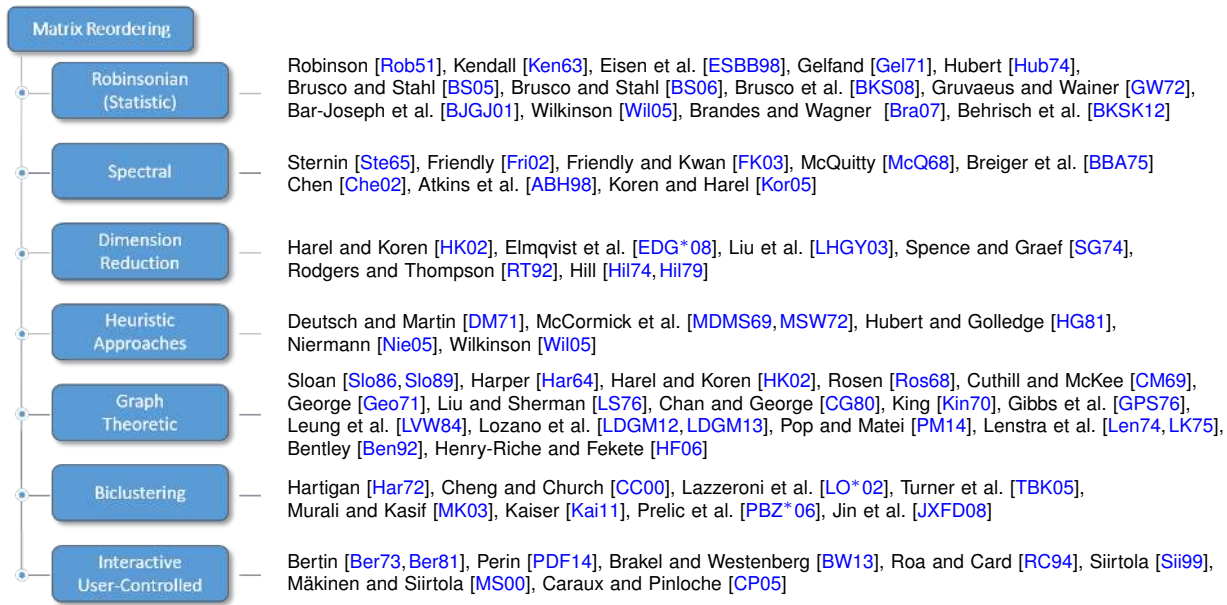 Matrix Reordering
Robinsonian
(Statistic)
Robinson [Rob51], Kendall [Ken63], Eisen et al. [ESBB98], Gelfand [Gel71], Hubert [Hub74],
Brusco and Stahl [BS05], Brusco and Stahl [BS06], Brusco et al. [BKS08], Gruvaeus and Wainer [GW72],
Bar-Joseph et al. [BJGJ01], Wilkinson [Wil05], Brandes and Wagner [Bra07], Behrisch et al. [BKSK12]
Spectral
Sternin [Ste65], Friendly [Fri02], Friendly and Kwan [FK03], McQuitty [McQ68], Breiger et al. [BBA75]
Chen [Che02], Atkins et al. [ABH98], Koren and Harel [Kor05]
Dimension
Reduction
Harel and Koren [HK02], Elmqvist et al. [EDG*08], Liu et al. [LHGY03], Spence and Graef [SG74],
Rodgers and Thompson [RT92], Hill [Hil74, Hil79]
Heuristic
Approaches
Deutsch and Martin [DM71], McCormick et al. [MDMS69, MSW72], Hubert and Golledge [HG81],
Niermann [Nie05], Wilkinson [Wil05]
Graph
Theoretic
Sloan [Slo86, Slo89], Harper [Har64], Harel and Koren [HK02], Rosen [Ros68], Cuthill and McKee [CM69],
George [Geo71], Liu and Sherman [LS76], Chan and George [CG80], King [Kin70], Gibbs et al. [GPS76],
Leung et al. [LVW84], Lozano et al. [LDGM12, LDGM13], Pop and Matei [PM14], Lenstra et al. [Len74, LK75],
Bentley [Ben92], Henry-Riche and Fekete [HF06]
Biclustering
Hartigan [Har72], Cheng and Church [CC00], Lazzeroni et al. [LO*02], Turner et al. [TBK05],
Murali and Kasif [MK03], Kaiser [Kai11], Prelic et al. [PBZ*06], Jin et al. [JXFD08]
Interactive
User-Controlled
Bertin [Ber73, Ber81], Perin [PDF14], Brakel and Westenberg [BW13], Roa and Card [RC94], Siirtola [Sii99],
Mäkinen and Siirtola [MS00], Caraux and Pinloche [CP05]